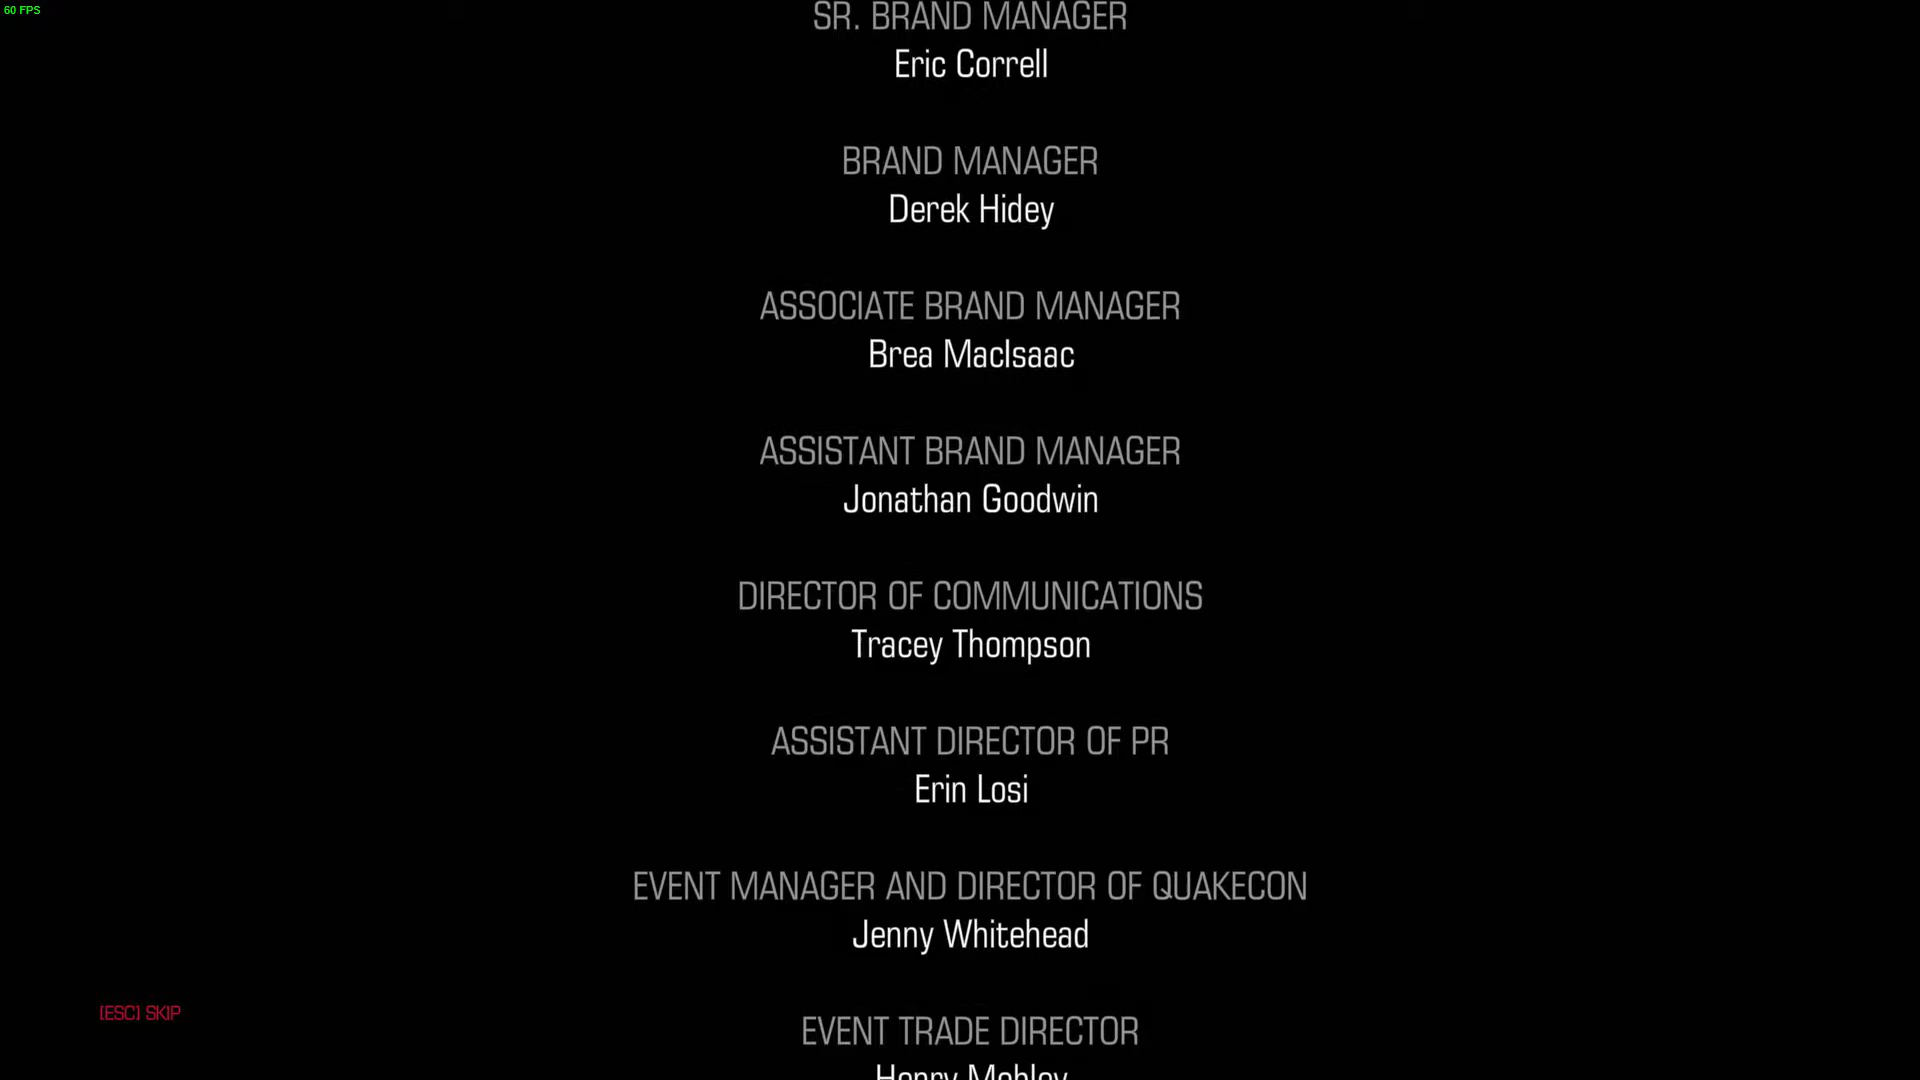 60 FPS
SR. BRAND MANAGER
Eric Correll
BRAND MANAGER
Derek Hidey
ASSOCIATE BRAND MANAGER
Brea MacIsaac
ASSISTANT BRAND MANAGER
Jonathan Goodwin
DIRECTOR OF COMMUNICATIONS
Tracey Thompson
ASSISTANT DIRECTOR OF PR
Erin Losi
EVENT MANAGER AND DIRECTOR OF QUAKECON
Jenny Whitehead
[ESC] SKIP
EVENT TRADE DIRECTOR
Henry Mobley